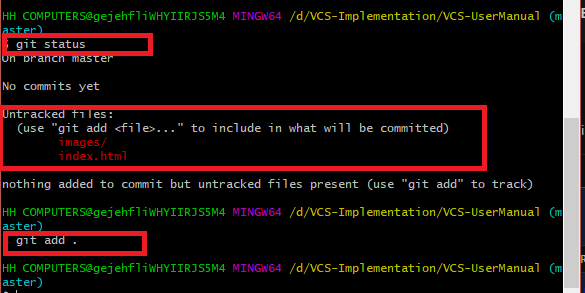 HH COMPUTERS@gejehfliWHYIIRJS5M4 MINGW64 /d/VCS-Implementation/VCS-UserManual (m
aster)
$ git status
On branch master
No commits yet
Untracked files:
(use "git add <file>..." to include in what will be committed)
images/
index.html
nothing added to commit but untracked files present (use "git add" to track)
HH COMPUTERS@gejehfliWHYIIRJS5M4 MINGW64 /d/VCS-Implementation/VCS-UserManual (m
aster)
git add .
HH COMPUTERS@gejehfliWHYIIRJS5M4 MINGW64 /d/VCS-Implementation/VCS-UserManual (m
aster)